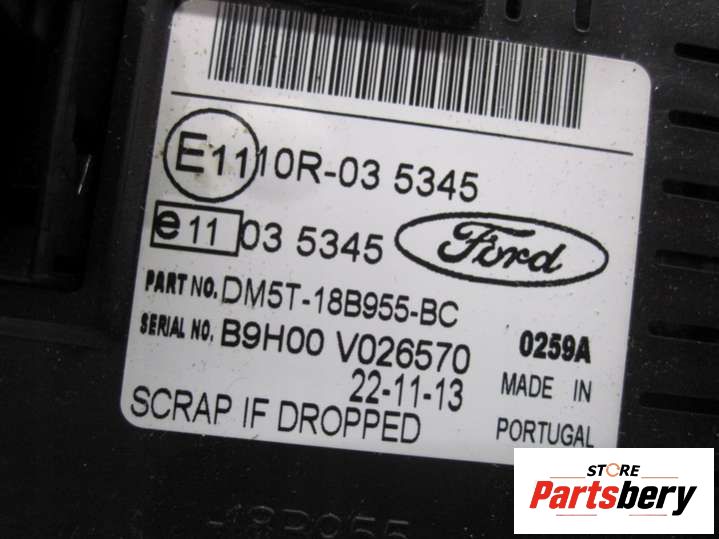 E11 10R-03 5345
e11 03 5345 Ford
PART NO. DM5T-18B955-BC
SERIAL NO. B9H00 V026570 0259A
22-11-13 MADE IN
SCRAP IF DROPPED PORTUGAL
STORE
Partsbery